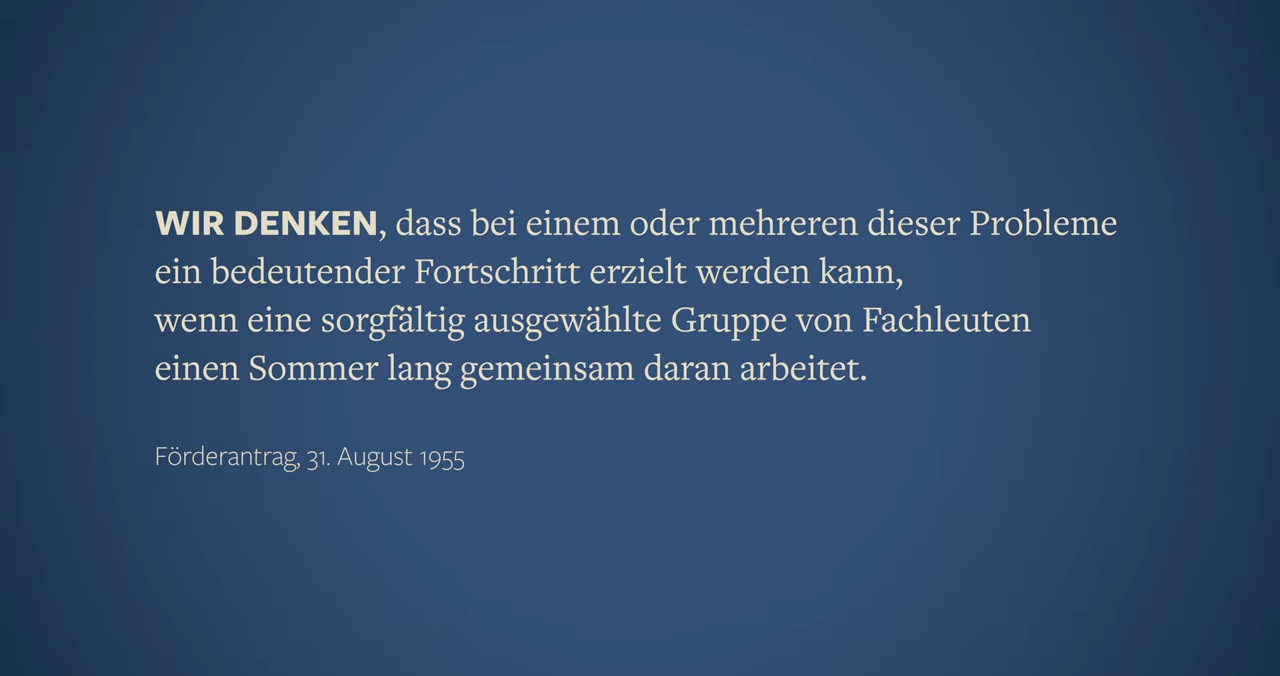 WIR DENKEN, dass bei einem oder mehreren dieser Probleme
ein bedeutender Fortschritt erzielt werden kann,
wenn eine sorgfältig ausgewählte Gruppe von Fachleuten
einen Sommer lang gemeinsam daran arbeitet.
Förderantrag, 31. August 1955